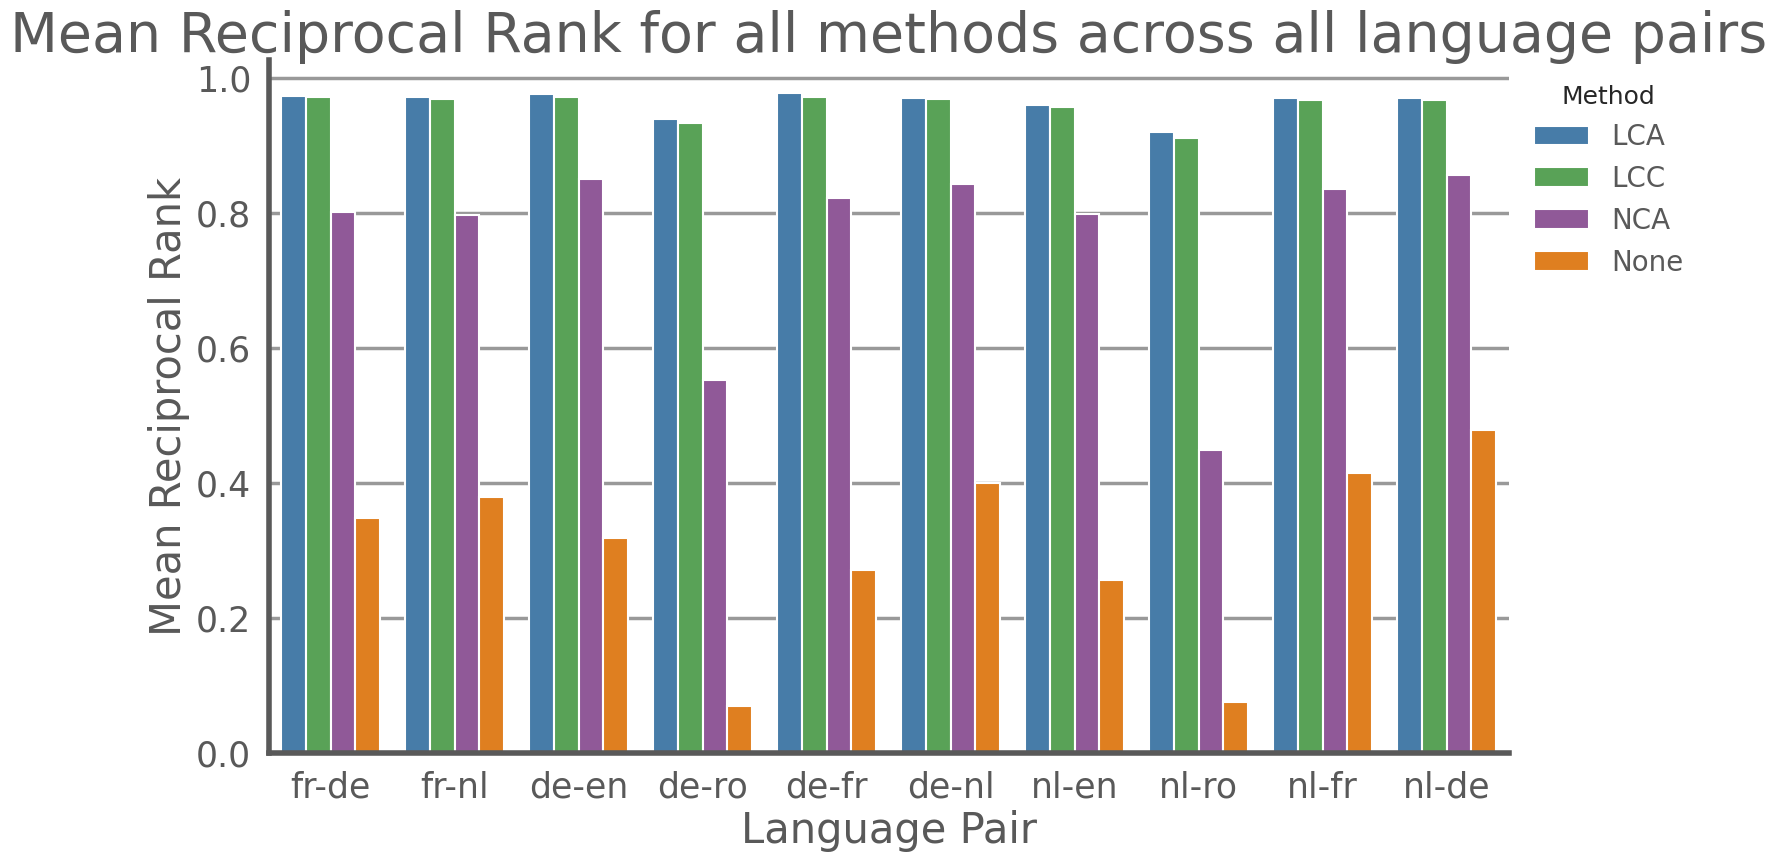 Mean Reciprocal Rank for all methods across all language pairs
Mean Reciprocal Rank
1.0
0.8
0.6
0.4
0.2
0.0
fr-de fr-nl de-en de-ro de-fr de-nl nl-en nl-ro nl-fr nl-de
Language Pair
Method
LCA
LCC
NCA
None